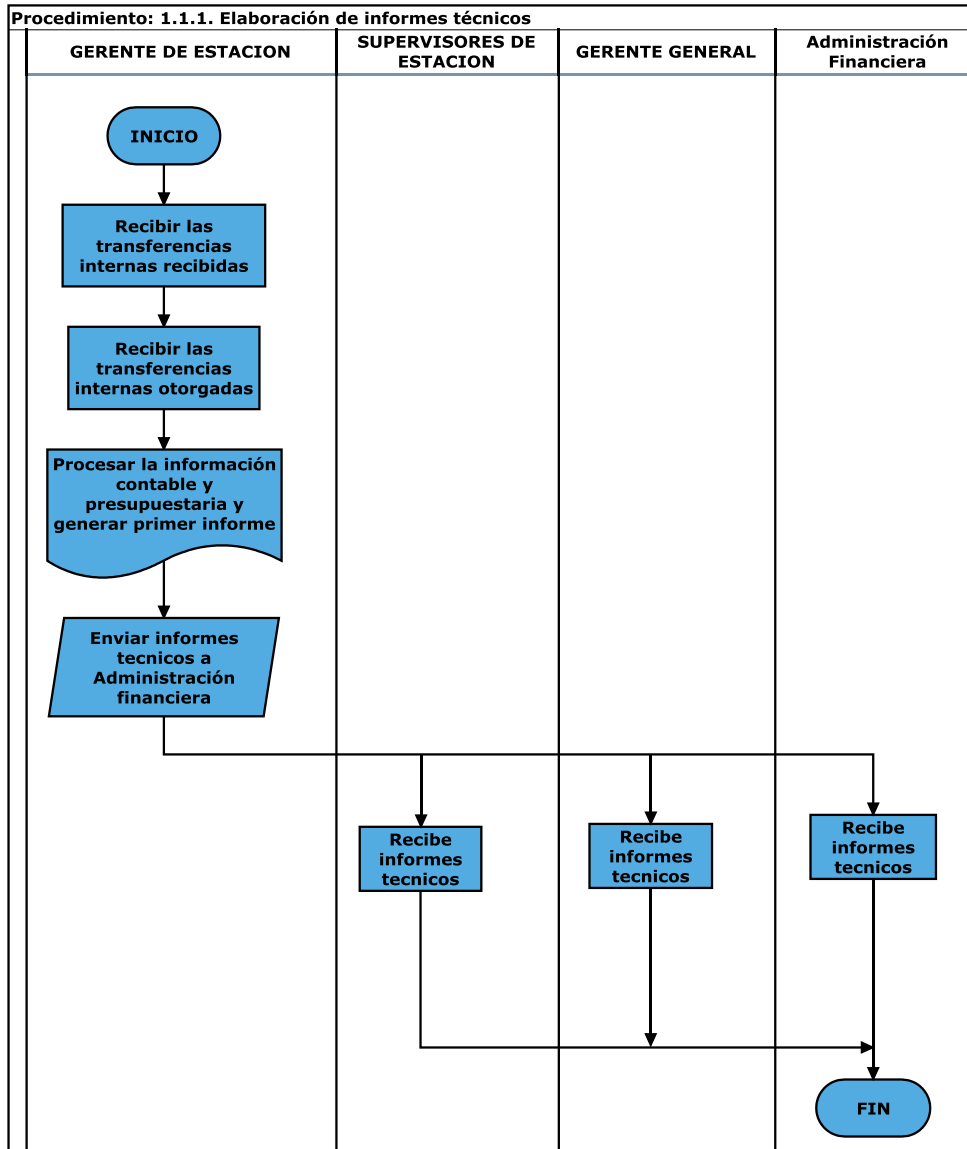 Procedimiento: 1.1.1. Elaboración de informes técnicos
GERENTE DE ESTACION
SUPERVISORES DE
ESTACION
GERENTE GENERAL
Administración
Financiera
INICIO
Recibir las
transferencias
internas recibidas
Recibir las
transferencias
internas otorgadas
Procesar la información
contable y
presupuestaria y
generar primer informe
Enviar informes
tecnicos a
Administración
financiera
Recibe
informes
tecnicos
Recibe
informes
tecnicos
Recibe
informes
tecnicos
FIN